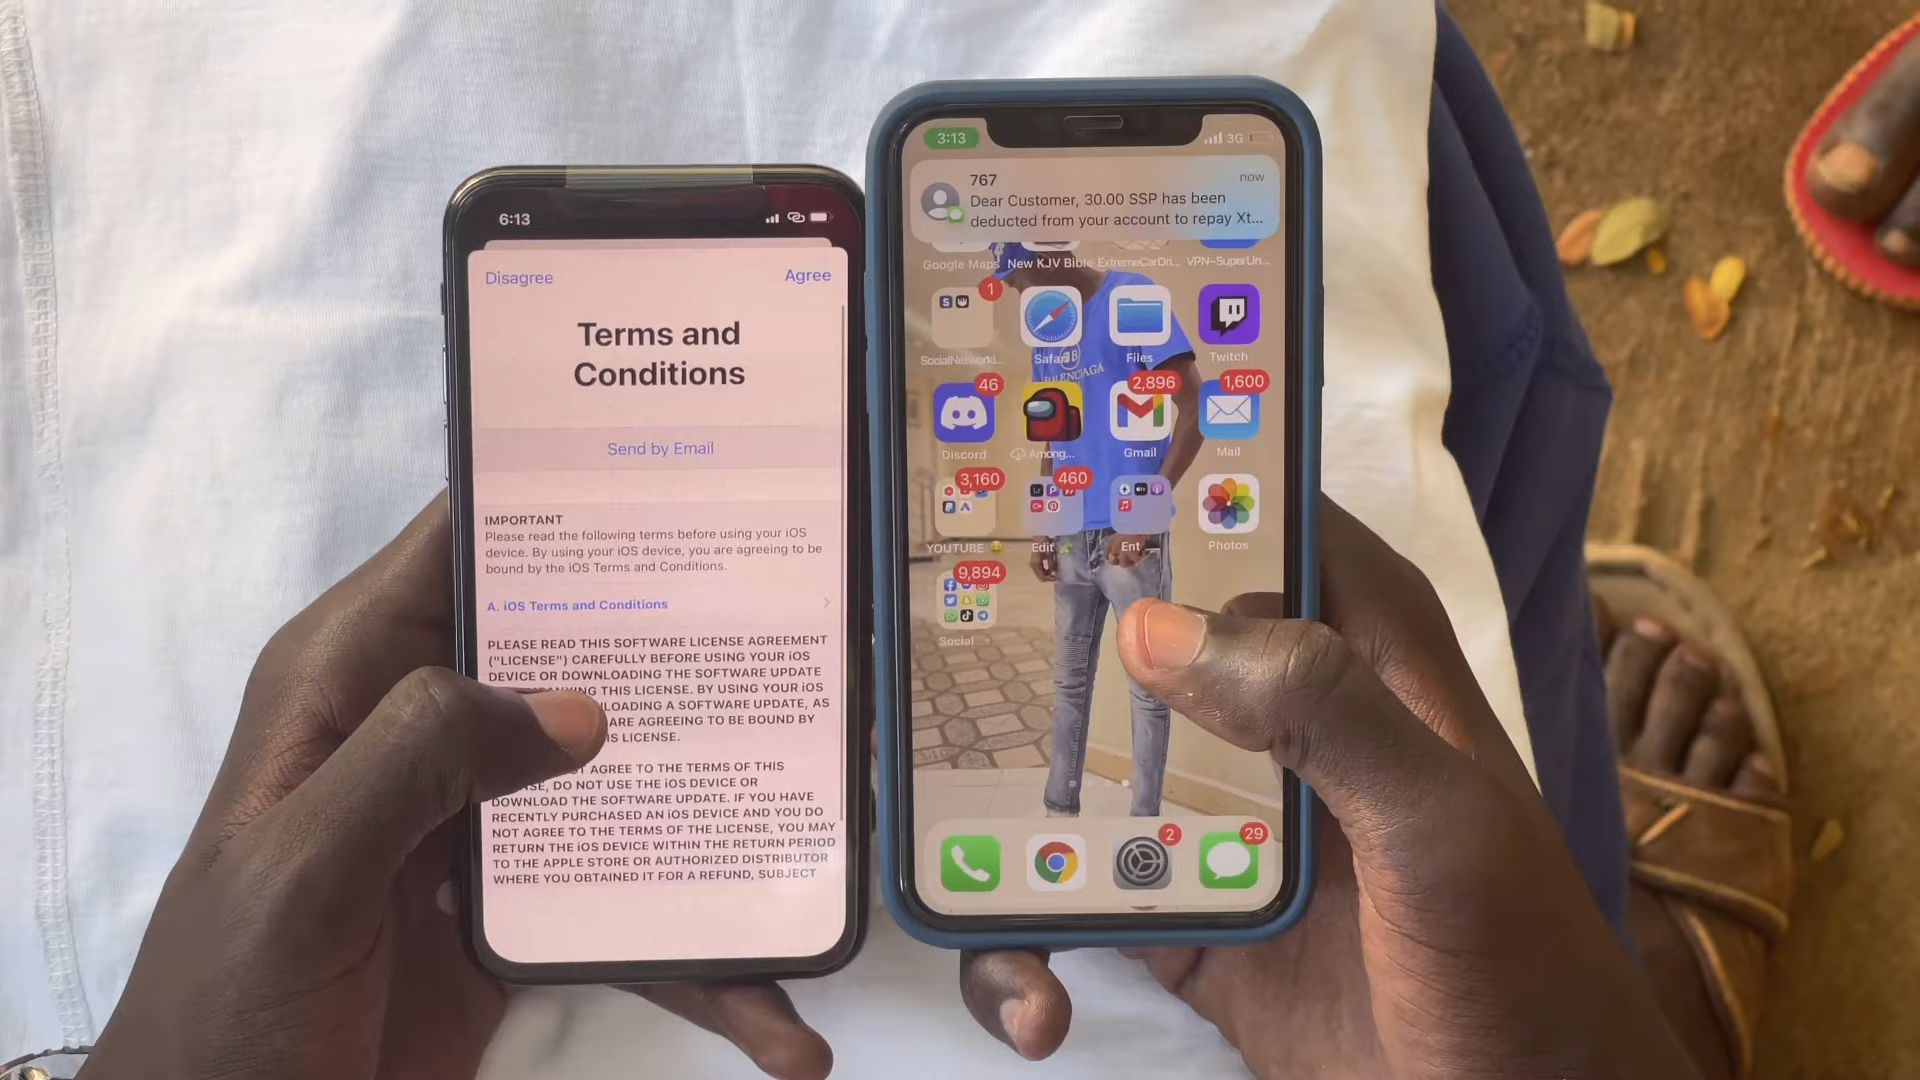 6:13
Disagree
Agree
Terms and
Conditions
Send by Email
IMPORTANT
Please read the following terms before using your iOS
device. By using your iOS device, you are agreeing to be
bound by the iOS Terms and Conditions.
A. iOS Terms and Conditions
PLEASE READ THIS SOFTWARE LICENSE AGREEMENT
("LICENSE") CAREFULLY BEFORE USING YOUR iOS
DEVICE OR DOWNLOADING THE SOFTWARE UPDATE
THIS LICENSE. BY USING YOUR iOS
A SOFTWARE UPDATE, AS
ARE AGREEING TO BE BOUND BY
LICENSE.
AGREE TO THE TERMS OF THIS
DO NOT USE THE iOS DEVICE OR
DOWNLOAD THE SOFTWARE UPDATE. IF YOU HAVE
RECENTLY PURCHASED AN iOS DEVICE AND YOU DO
NOT AGREE TO THE TERMS OF THE LICENSE, YOU MAY
RETURN THE iOS DEVICE WITHIN THE RETURN PERIOD
TO THE APPLE STORE OR AUTHORIZED DISTRIBUTOR
WHERE YOU OBTAINED IT FOR A REFUND, SUBJECT
3:13
3G
767
now
Dear Customer, 30.00 SSP has been
deducted from your account to repay Xt...
Google Maps New KJV Bible ExtremeCarDri... VPN-SuperUn...
1
SocialNetworki... Safari Files Twitch
46 2,896 1,600
Discord Among... Gmail Mail
3,160 460
YOUTUBE Edit Ent Photos
9,894
Social
2 29